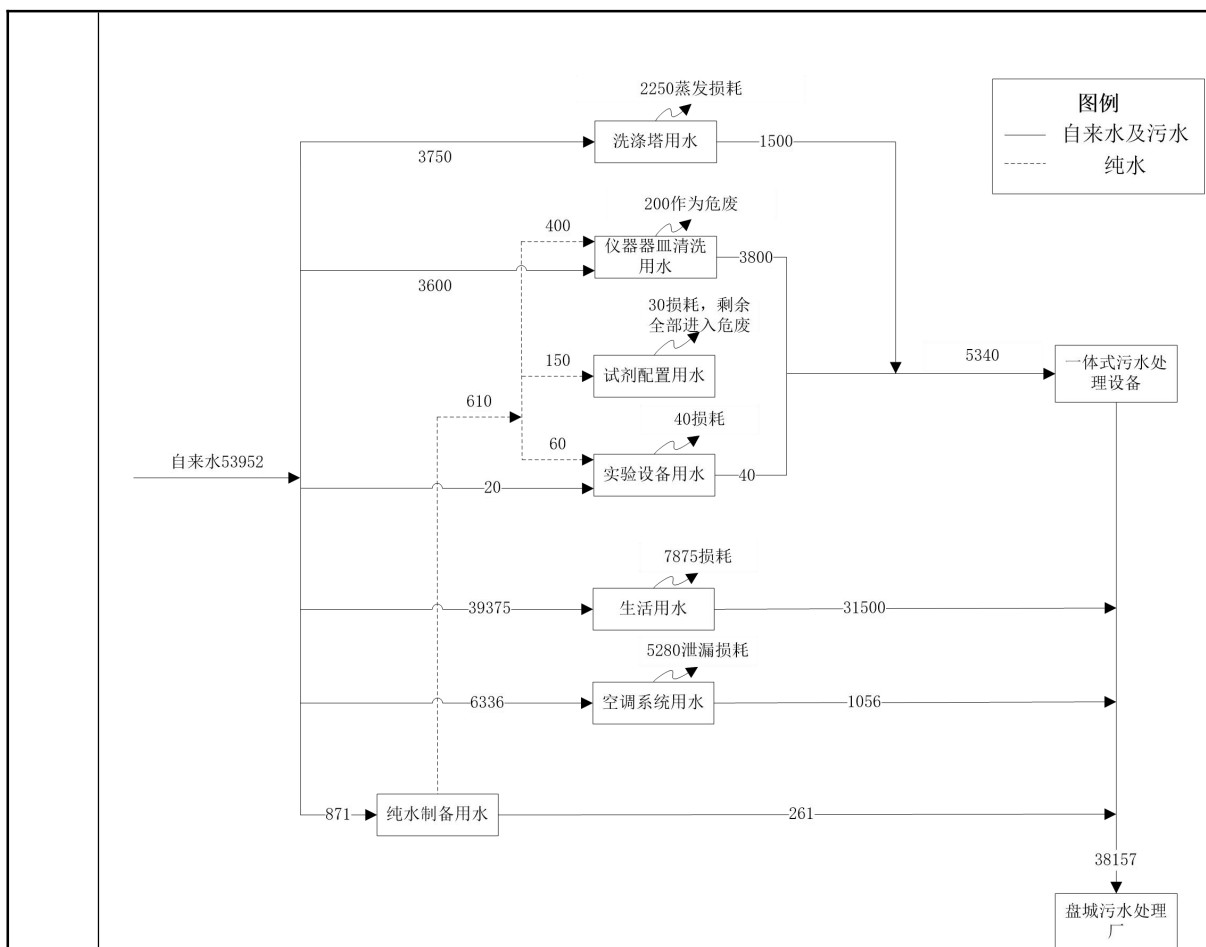 2250蒸发损耗
洗涤塔用水
1500
3750
图例
自来水及污水
纯水
200作为危废
400
仪器器皿清洗
用水
3800
3600
30损耗，剩余
全部进入危废
150
试剂配置用水
5340
一体式污水处
理设备
610
40损耗
60
实验设备用水
40
自来水53952
20
7875损耗
39375
生活用水
31500
5280泄漏损耗
6336
空调系统用水
1056
871
纯水制备用水
261
38157
盘城污水处理
厂